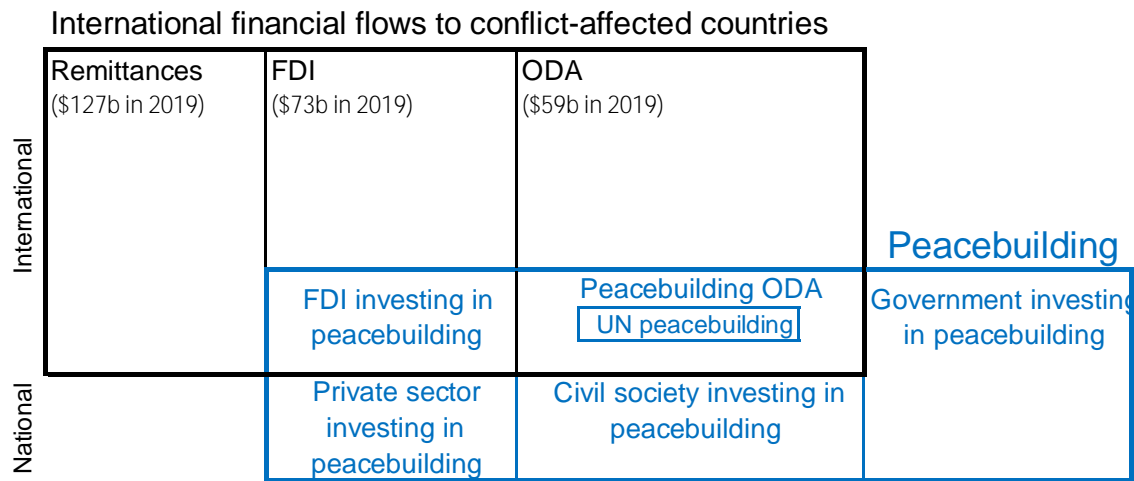 International financial flows to conflict-affected countries
Remittances
($127b in 2019)
FDI
($73b in 2019)
ODA
($59b in 2019)
International
Peacebuilding
FDI investing in
peacebuilding
Peacebuilding ODA
UN peacebuilding
Government investing
in peacebuilding
National
Private sector
investing in
peacebuilding
Civil society investing in
peacebuilding